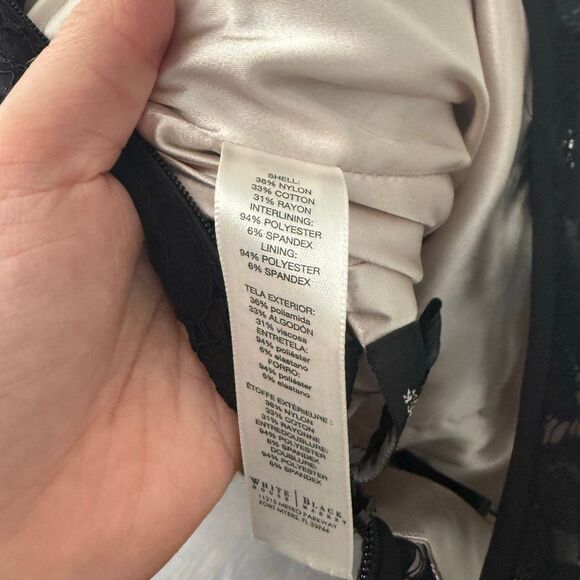 SHELL:
36% NYLON
33% COTTON
31% RAYON
INTERLINING:
94% POLYESTER
6% SPANDEX
LINING:
94% POLYESTER
6% SPANDEX
TELA EXTERIOR:
36% poliamida
33% ALGODÓN
31% viscosa
ENTRETELA:
94% poliéster
6% elastano
FORRO:
94% poliéster
6% elastano
ÉTOFFE EXTÉRIEURE :
36% NYLON
33% COTON
31% RAYONNE
ENTREDOUBLURE:
94% POLYESTER
6% SPANDEX
DOUBLURE:
94% POLYESTER
6% SPANDEX
WHITE | BLACK
HOUSE | MARKET
11215 METRO PARKWAY
FORT MYERS, FL 33966